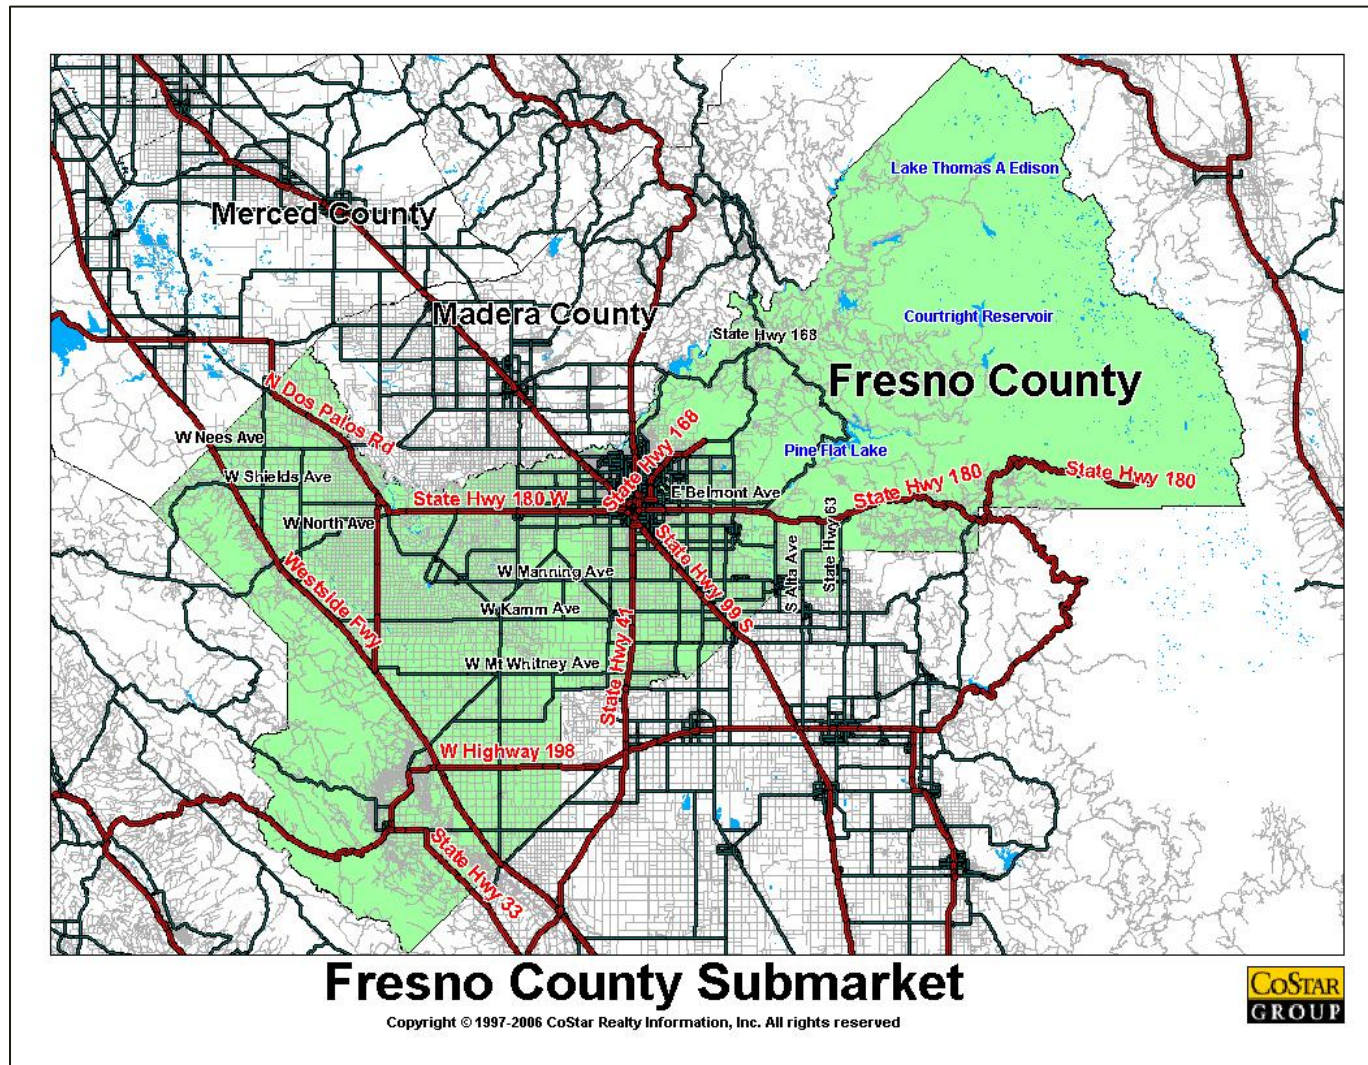 Lake Thomas A Edison
Merced County
Madera County
Courtright Reservoir
State Hwy 168
Fresno County
N Dos Palos Rd
W Nees Ave
State Hwy 168
Pine Flat Lake
W Shields Ave
State Hwy 180 W
E Belmont Ave
State Hwy 180
State Hwy 180
W North Ave
State Hwy 63
S Alta Ave
Westside Fwy
W Manning Ave
State Hwy 99 S
W Kamm Ave
State Hwy 41
W Mt Whitney Ave
W Highway 198
State Hwy 33
Fresno County Submarket
Copyright © 1997-2006 CoStar Realty Information, Inc. All rights reserved
COSTAR
GROUP